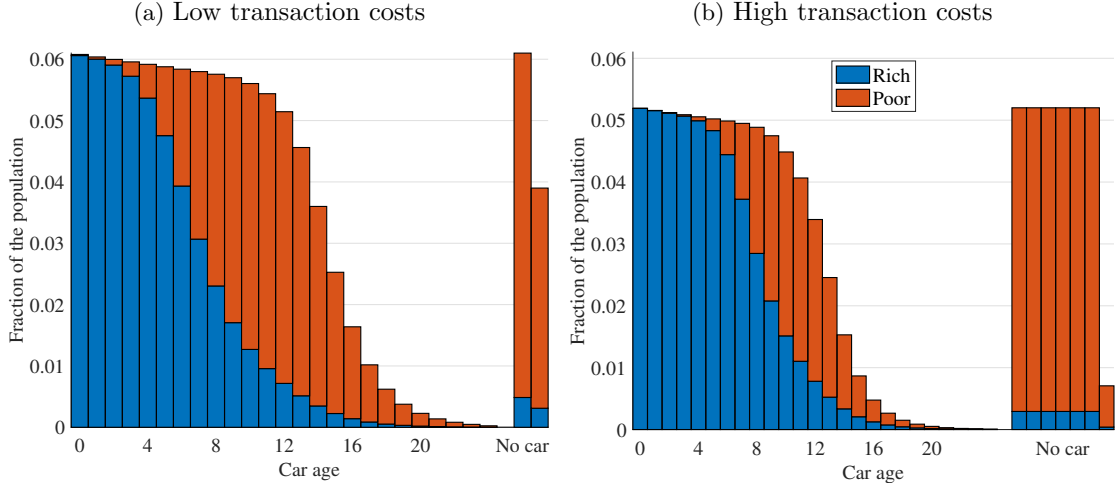 (a) Low transaction costs
0.06
0.05
0.04
0.03
0.02
0.01
0
Fraction of the population
0 4 8 12 16 20 No car
Car age
(b) High transaction costs
Rich
Poor
0.06
0.05
0.04
0.03
0.02
0.01
0
Fraction of the population
0 4 8 12 16 20 No car
Car age